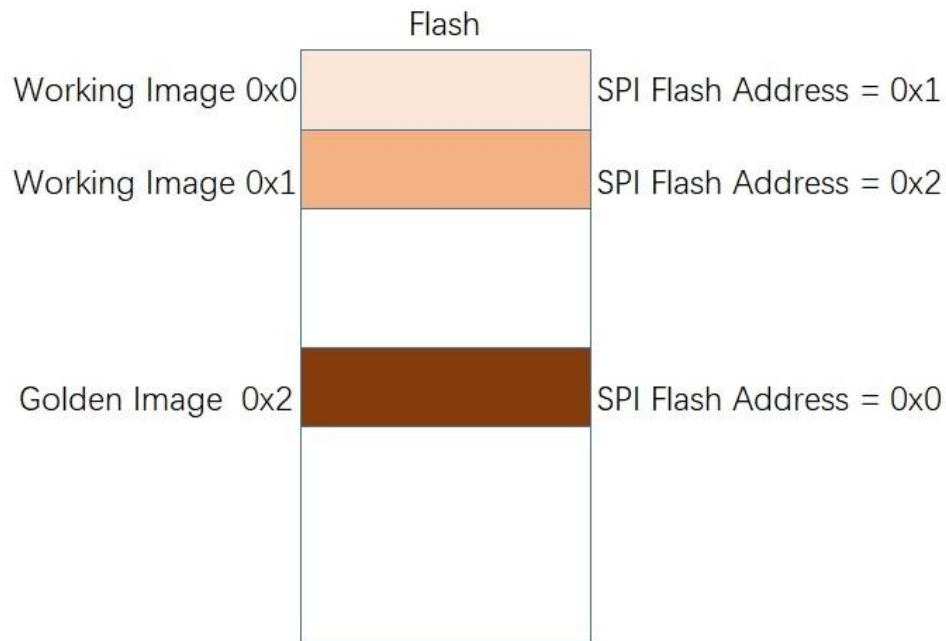 Flash
Working Image 0x0 SPI Flash Address = 0x1
Working Image 0x1 SPI Flash Address = 0x2
Golden Image 0x2 SPI Flash Address = 0x0